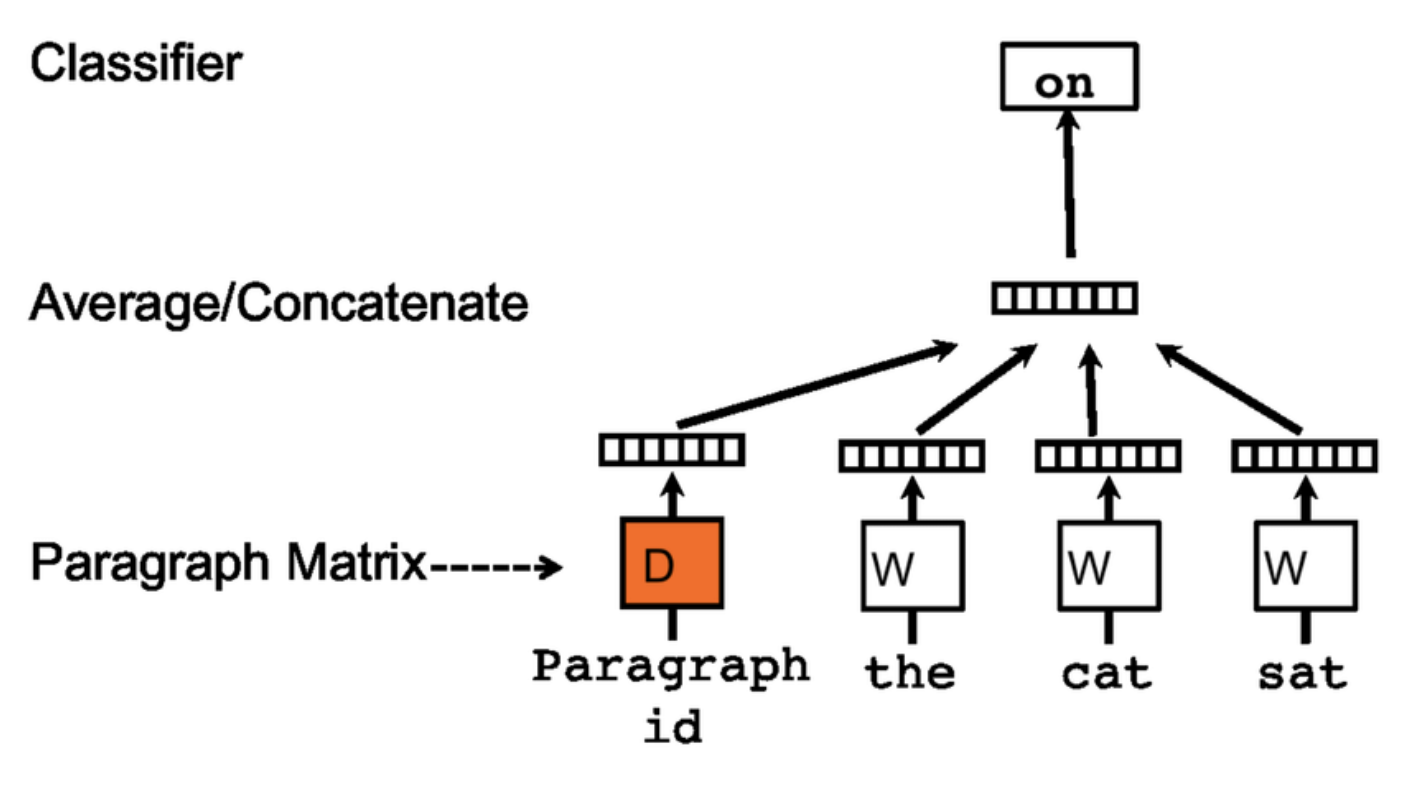 Classifier
on
Average/Concatenate
Paragraph Matrix
D
W
W
W
Paragraph
id
the
cat
sat